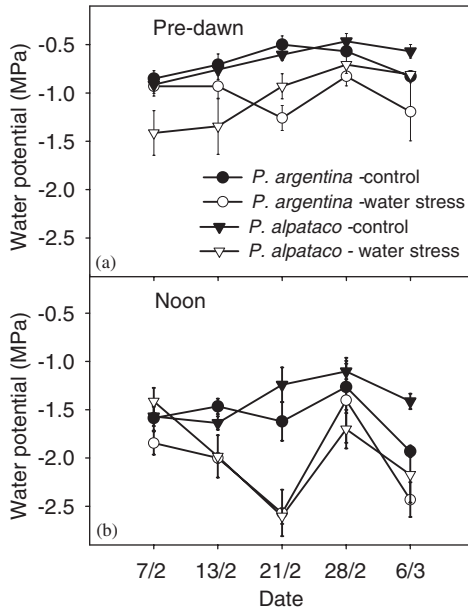 Pre-dawn
Water potential (MPa)
-0.5
-1.0
-1.5
-2.0
-2.5
P. argentina -control
P. argentina -water stress
P. alpataco -control
P. alpataco - water stress
(a)
Noon
Water potential (MPa)
-0.5
-1.0
-1.5
-2.0
-2.5
(b)
7/2 13/2 21/2 28/2 6/3
Date